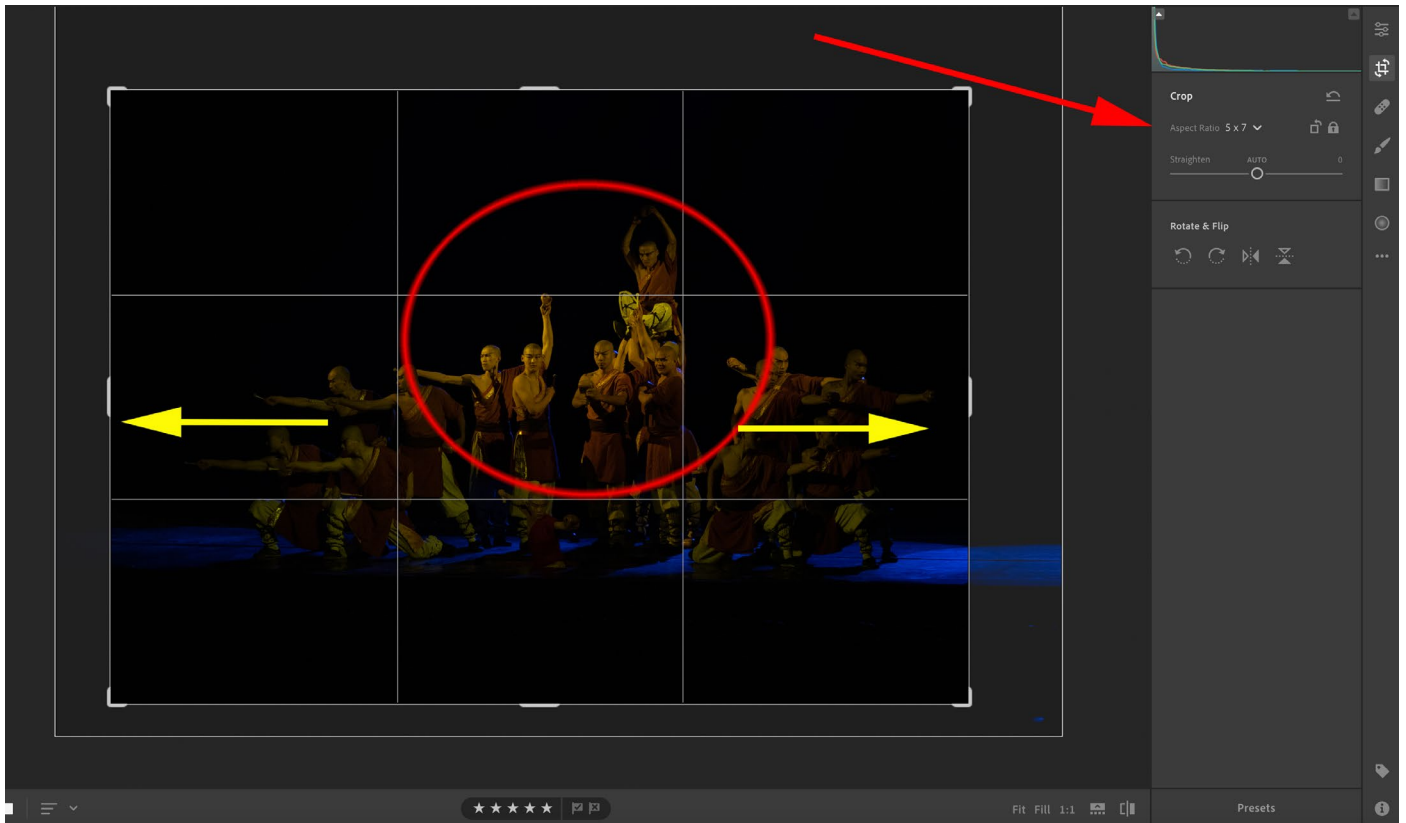 Crop
Aspect Ratio 5 x 7
Straighten AUTO 0
Rotate & Flip
Fit Fill 1:1
Presets